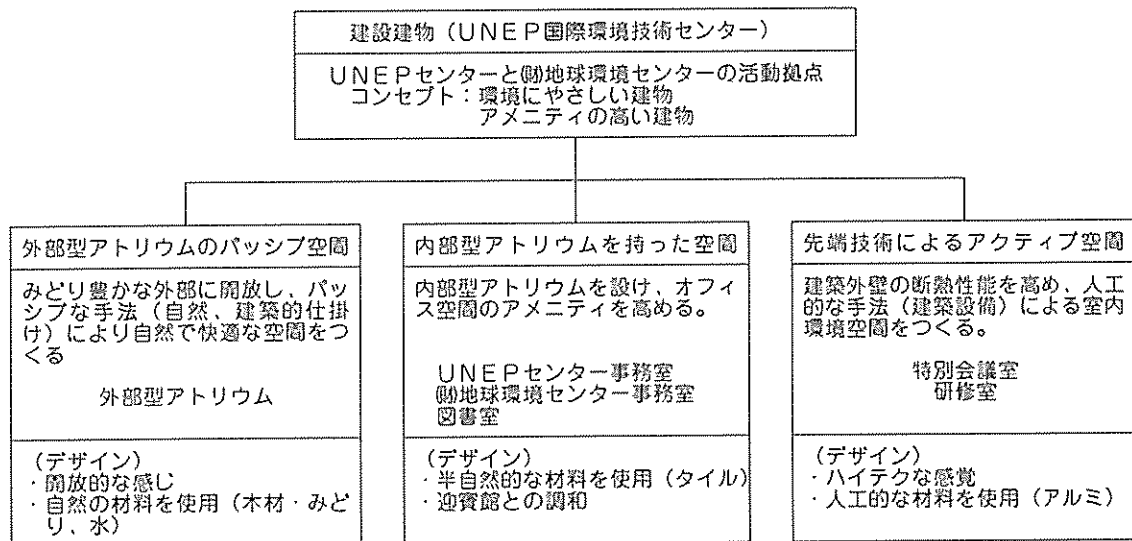 建設建物（ＵＮＥＰ国際環境技術センター）
ＵＮＥＰセンターと㈶地球環境センターの活動拠点
コンセプト：環境にやさしい建物
アメニティの高い建物
外部型アトリウムのパッシブ空間
みどり豊かな外部に開放し、パッ
シブな手法（自然、建築的仕掛
け）により自然で快適な空間をつ
くる
外部型アトリウム
（デザイン）
・開放的な感じ
・自然の材料を使用（木材・みど
り、水）
内部型アトリウムを持った空間
内部型アトリウムを設け、オフィ
ス空間のアメニティを高める。
ＵＮＥＰセンター事務室
㈶地球環境センター事務室
図書室
（デザイン）
・半自然的な材料を使用（タイル）
・迎賓館との調和
先端技術によるアクティブ空間
建築外壁の断熱性能を高め、人工
的な手法（建築設備）による室内
環境空間をつくる。
特別会議室
研修室
（デザイン）
・ハイテクな感覚
・人工的な材料を使用（アルミ）